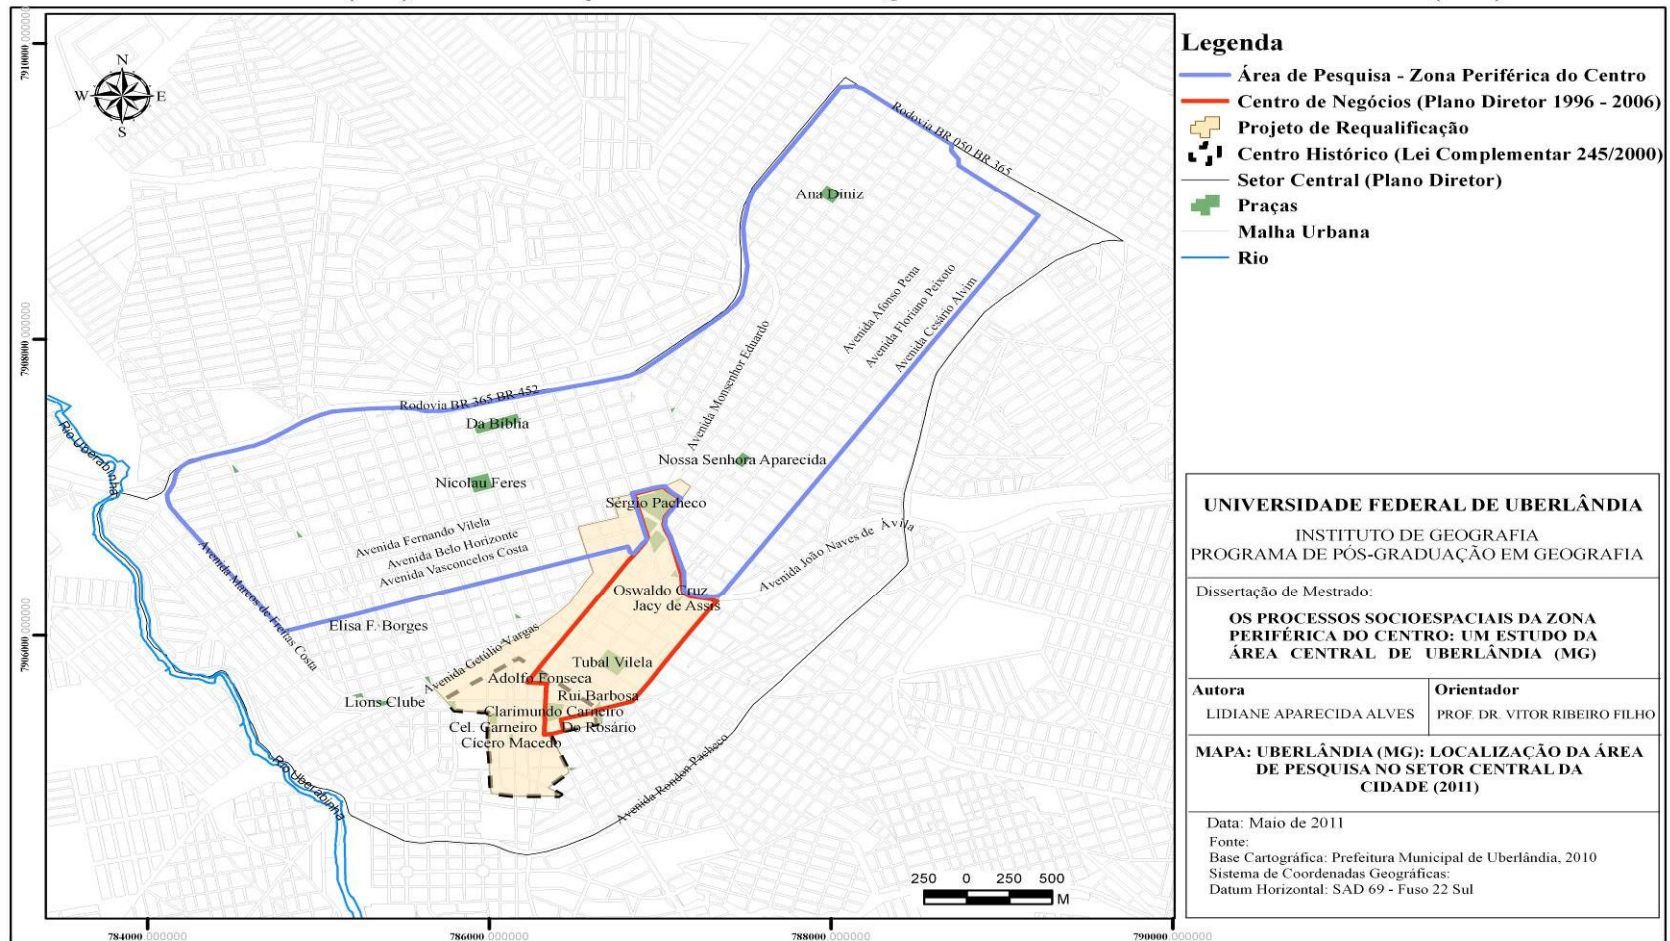 7910000.000000
7908000.000000
7906000.000000
784000.000000
786000.000000
788000.000000
790000.000000
N
W
E
S
Rodovia BR 050 BR 365
Ana Diniz
Avenida Afonso Pena
Avenida Floriano Peixoto
Avenida Cesário Alvim
Avenida Monsenhor Eduardo
Rodovia BR 365 BR 452
Da Bíblia
Rio Uberabinha
Nossa Senhora Aparecida
Nicolau Feres
Sérgio Pacheco
Avenida Fernando Vilela
Avenida Belo Horizonte
Avenida Vasconcelos Costa
Avenida João Naves de Ávila
Avenida Marcos de Freitas Costa
Oswaldo Cruz
Jacy de Assis
Elisa F. Borges
Avenida Getúlio Vargas
Tubal Vilela
Adolfo Fonseca
Rui Barbosa
Lions Clube
Clarimundo Carneiro
Cel. Carneiro
Do Rosário
Cícero Macedo
Avenida Rondon Pacheco
Rio Uberabinha
250 0 250 500
M
Legenda
Área de Pesquisa - Zona Periférica do Centro
Centro de Negócios (Plano Diretor 1996 - 2006)
Projeto de Requalificação
Centro Histórico (Lei Complementar 245/2000)
Setor Central (Plano Diretor)
Praças
Malha Urbana
Rio
UNIVERSIDADE FEDERAL DE UBERLÂNDIA
INSTITUTO DE GEOGRAFIA
PROGRAMA DE PÓS-GRADUAÇÃO EM GEOGRAFIA
Dissertação de Mestrado:
OS PROCESSOS SOCIOESPACIAIS DA ZONA
PERIFÉRICA DO CENTRO: UM ESTUDO DA
ÁREA CENTRAL DE UBERLÂNDIA (MG)
Autora
LIDIANE APARECIDA ALVES
Orientador
PROF. DR. VITOR RIBEIRO FILHO
MAPA: UBERLÂNDIA (MG): LOCALIZAÇÃO DA ÁREA
DE PESQUISA NO SETOR CENTRAL DA
CIDADE (2011)
Data: Maio de 2011
Fonte:
Base Cartográfica: Prefeitura Municipal de Uberlândia, 2010
Sistema de Coordenadas Geográficas:
Datum Horizontal: SAD 69 - Fuso 22 Sul